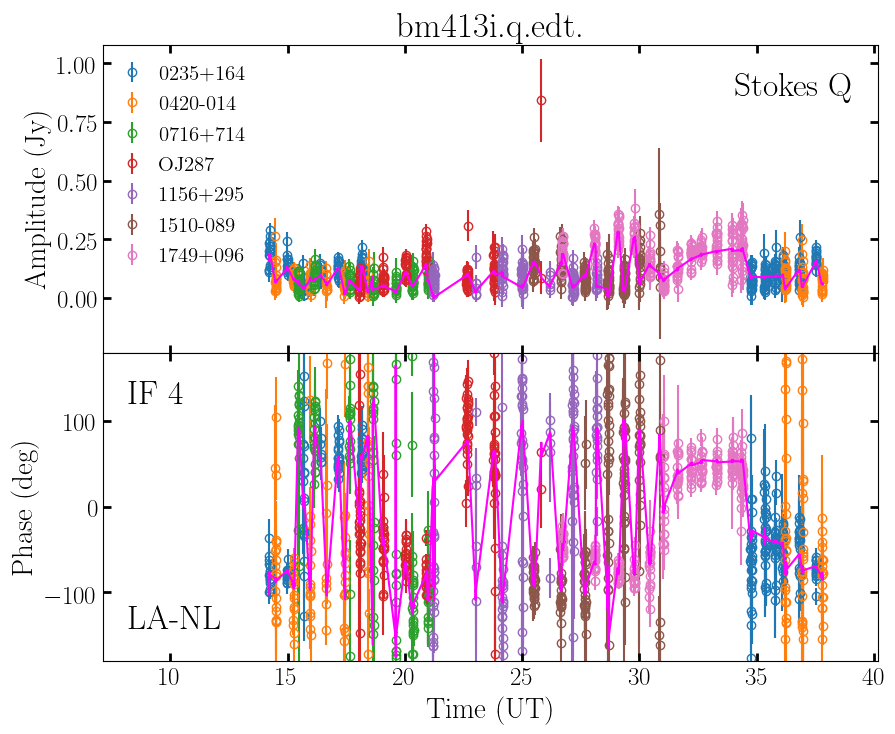 bm413i.q.edt.
Stokes Q
0235+164
0420-014
0716+714
OJ287
1156+295
1510-089
1749+096
Amplitude (Jy)
1.00
0.75
0.50
0.25
0.00
IF 4
LA-NL
Phase (deg)
100
0
−100
10
15
20
25
30
35
40
Time (UT)